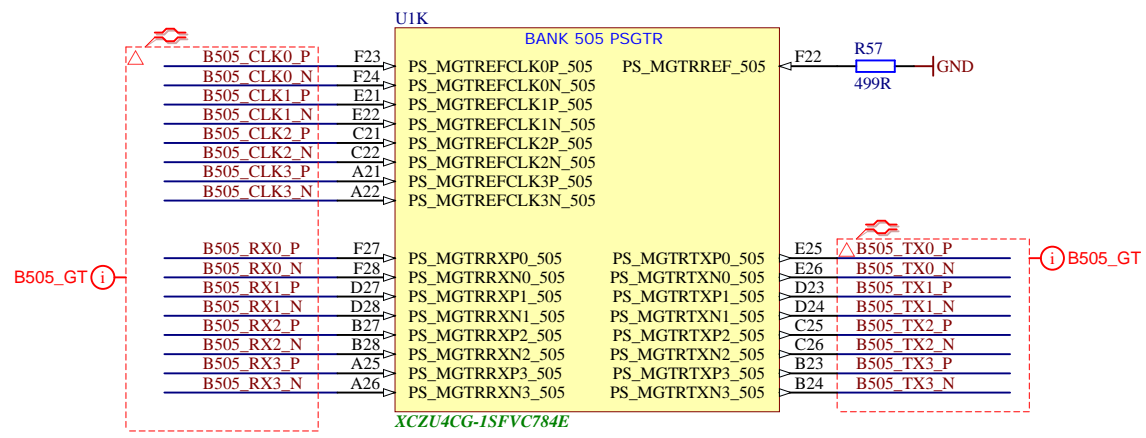 U1K
BANK 505 PSGTR
B505_CLK0_P F23 PS_MGTREFCLK0P_505 PS_MGTRREF_505 F22 R57 499R GND
B505_CLK0_N F24 PS_MGTREFCLK0N_505
B505_CLK1_P E21 PS_MGTREFCLK1P_505
B505_CLK1_N E22 PS_MGTREFCLK1N_505
B505_CLK2_P C21 PS_MGTREFCLK2P_505
B505_CLK2_N C22 PS_MGTREFCLK2N_505
B505_CLK3_P A21 PS_MGTREFCLK3P_505
B505_CLK3_N A22 PS_MGTREFCLK3N_505
B505_RX0_P F27 PS_MGTRRXP0_505 PS_MGTRTXP0_505 E25 B505_TX0_P
B505_GT i B505_RX0_N F28 PS_MGTRRXN0_505 PS_MGTRTXN0_505 E26 B505_TX0_N i B505_GT
B505_RX1_P D27 PS_MGTRRXP1_505 PS_MGTRTXP1_505 D23 B505_TX1_P
B505_RX1_N D28 PS_MGTRRXN1_505 PS_MGTRTXN1_505 D24 B505_TX1_N
B505_RX2_P B27 PS_MGTRRXP2_505 PS_MGTRTXP2_505 C25 B505_TX2_P
B505_RX2_N B28 PS_MGTRRXN2_505 PS_MGTRTXN2_505 C26 B505_TX2_N
B505_RX3_P A25 PS_MGTRRXP3_505 PS_MGTRTXP3_505 B23 B505_TX3_P
B505_RX3_N A26 PS_MGTRRXN3_505 PS_MGTRTXN3_505 B24 B505_TX3_N
XCZU4CG-1SFVC784E